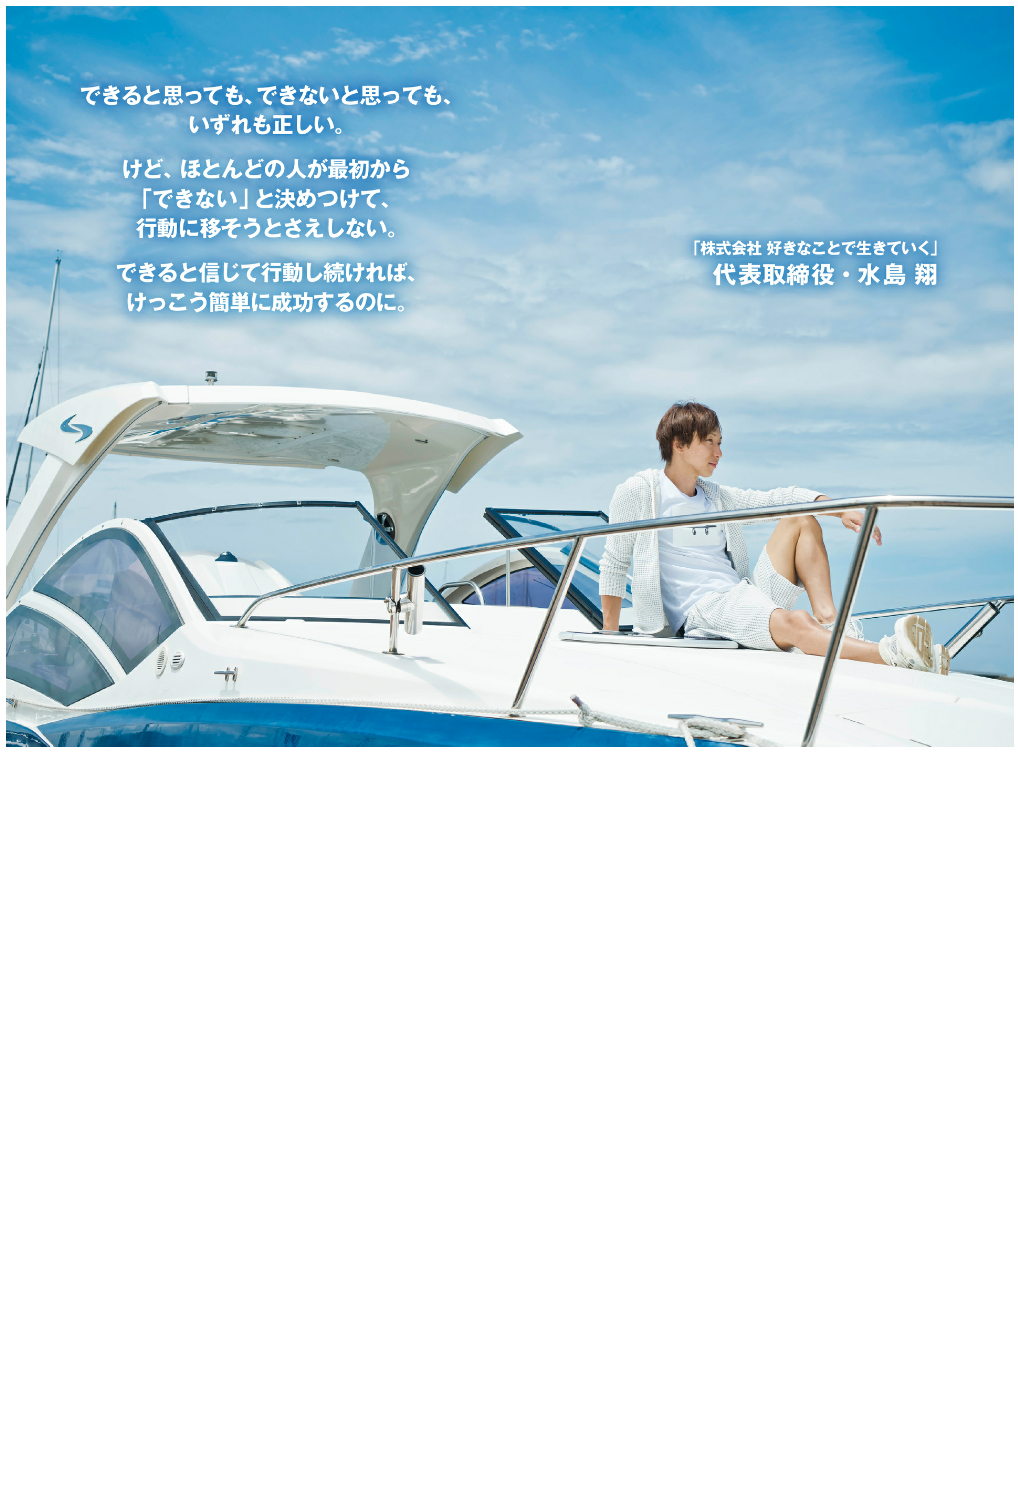 できると思っても、できないと思っても、
いずれも正しい。
けど、ほとんどの人が最初から
「できない」と決めつけて、
行動に移そうとさえしない。
できると信じて行動し続ければ、
けっこう簡単に成功するのに。
「株式会社 好きなことで生きていく」
代表取締役・水島 翔